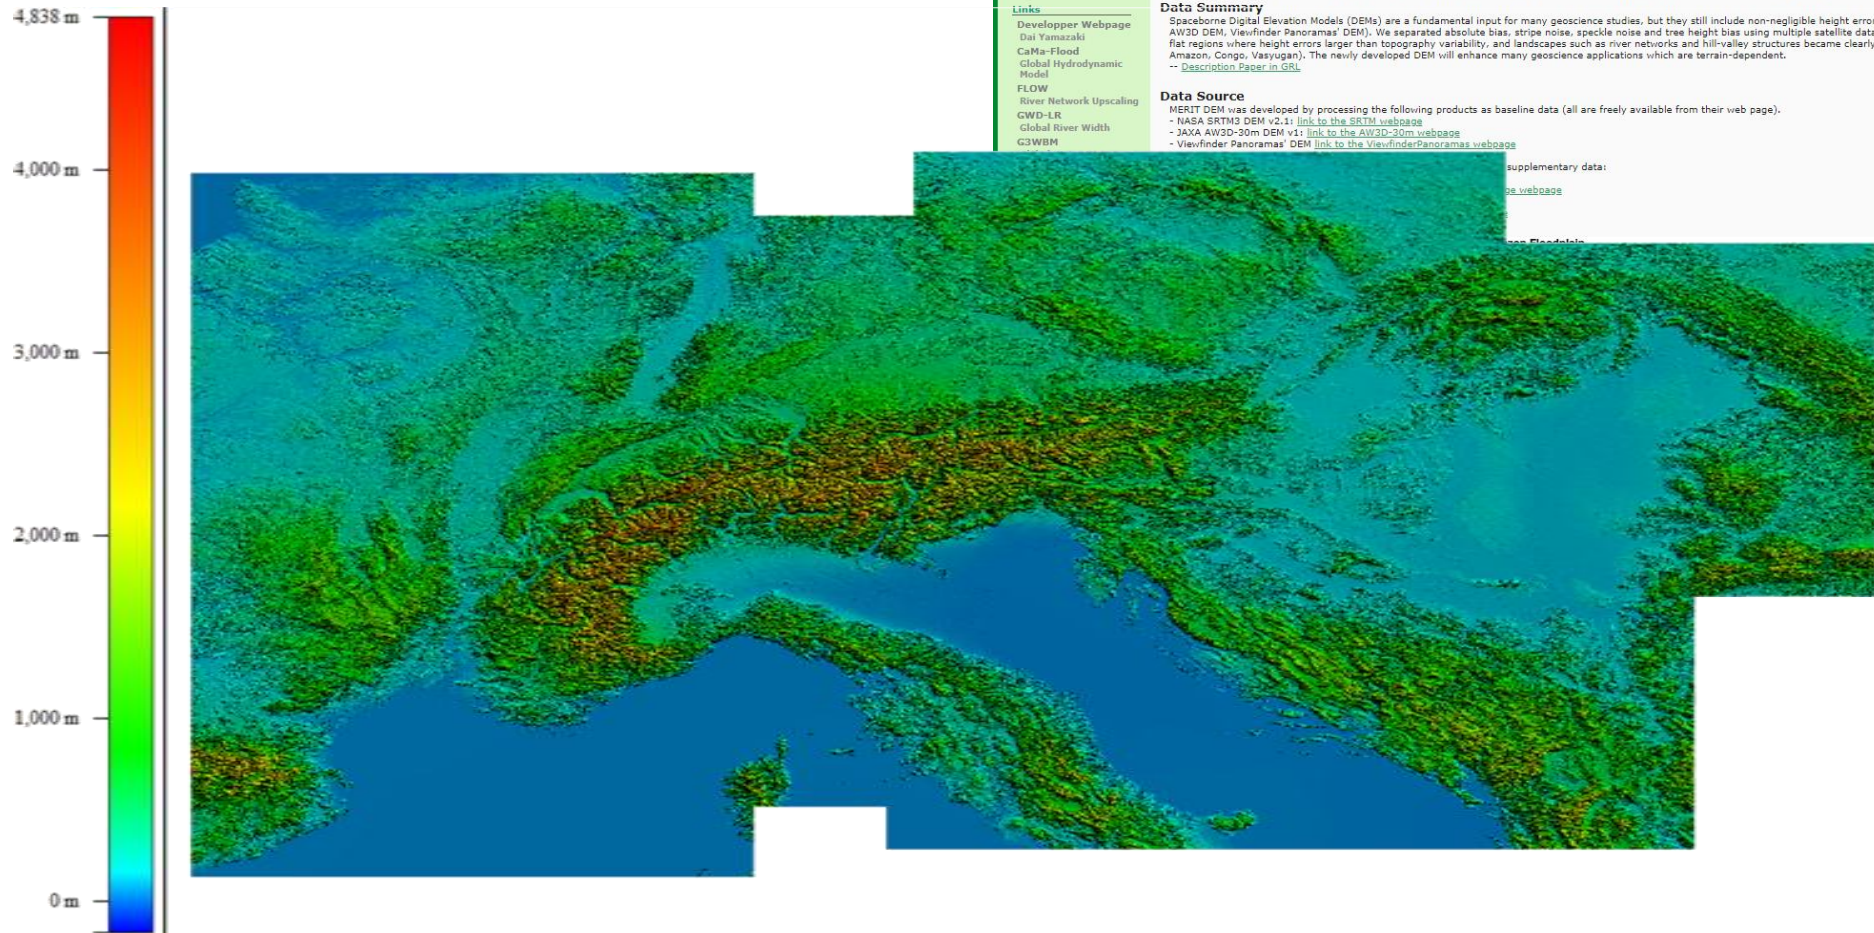 4,838 m
4,000 m
3,000 m
2,000 m
1,000 m
0 m
Links
Developper Webpage
Dai Yamazaki
CaMa-Flood
Global Hydrodynamic
Model
FLOW
River Network Upscaling
GWD-LR
Global River Width
G3WBM
Data Summary
Spaceborne Digital Elevation Models (DEMs) are a fundamental input for many geoscience studies, but they still include non-negligible height
AW3D DEM, Viewfinder Panoramas' DEM). We separated absolute bias, stripe noise, speckle noise and tree height bias using multiple satellite data
flat regions where height errors larger than topography variability, and landscapes such as river networks and hill-valley structures became clearly
Amazon, Congo, Vasyugan). The newly developed DEM will enhance many geoscience applications which are terrain-dependent.
-- Description Paper in GRL
Data Source
MERIT DEM was developed by processing the following products as baseline data (all are freely available from their web page).
- NASA SRTM3 DEM v2.1: link to the SRTM webpage
- JAXA AW3D-30m DEM v1: link to the AW3D-30m webpage
- Viewfinder Panoramas' DEM link to the ViewfinderPanoramas webpage
supplementary data:
webpage